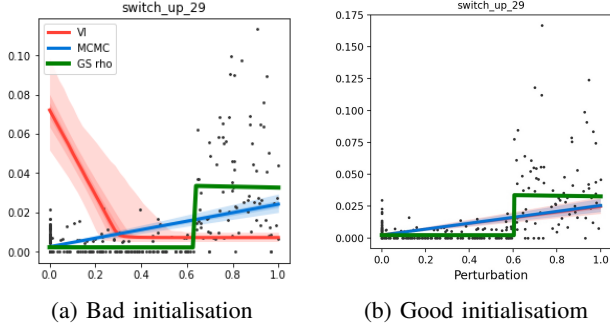 switch_up_29
VI
MCMC
GS rho
0.10
0.08
0.06
0.04
0.02
0.00
0.0 0.2 0.4 0.6 0.8 1.0
(a) Bad initialisation
switch_up_29
0.175
0.150
0.125
0.100
0.075
0.050
0.025
0.000
0.0 0.2 0.4 0.6 0.8 1.0
Perturbation
(b) Good initialisatiom